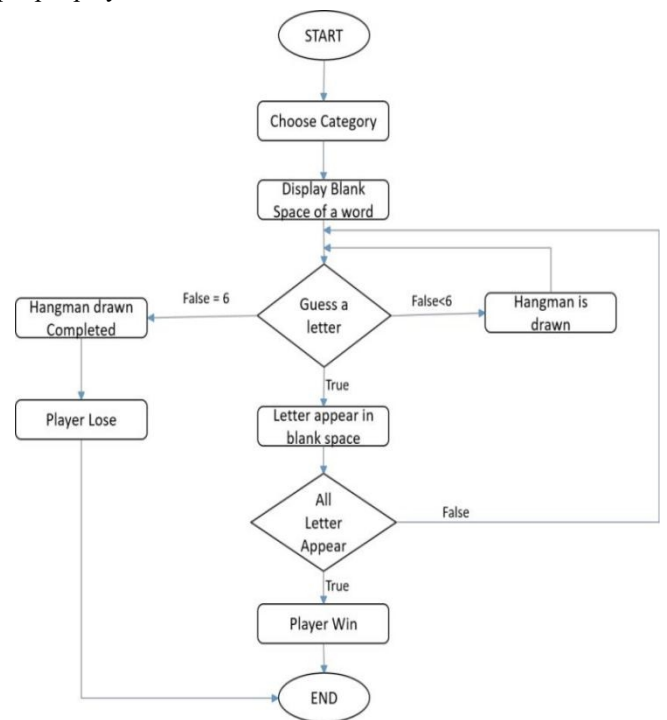 START
Choose Category
Display Blank
Space of a word
False = 6
Guess a
letter
False<6
Hangman drawn
Completed
Hangman is
drawn
True
Player Lose
Letter appear in
blank space
All
Letter
Appear
False
True
Player Win
END